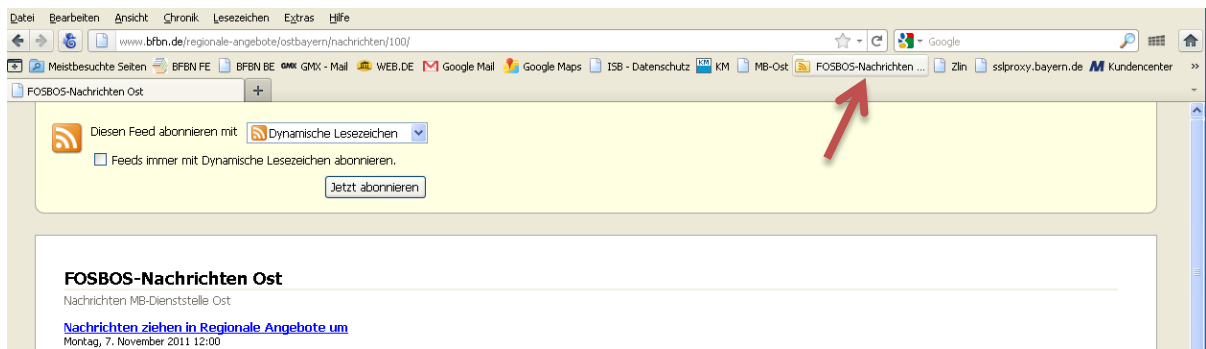 Datei Bearbeiten Ansicht Chronik Lesezeichen Extras Hilfe
www.bfbn.de/regionale-angebote/ostbayern/nachrichten/100/ Google
Meistbesuchte Seiten BFBN FE BFBN BE GMX GMX - Mail WEB.DE Google Mail Google Maps ISB - Datenschutz KM KM MB-Ost FOSBOS-Nachrichten ... Zlin sslproxy.bayern.de M Kundencenter »
FOSBOS-Nachrichten Ost +
Diesen Feed abonnieren mit Dynamische Lesezeichen
Feeds immer mit Dynamische Lesezeichen abonnieren.
Jetzt abonnieren
FOSBOS-Nachrichten Ost
Nachrichten MB-Dienststelle Ost
Nachrichten ziehen in Regionale Angebote um
Montag, 7. November 2011 12:00